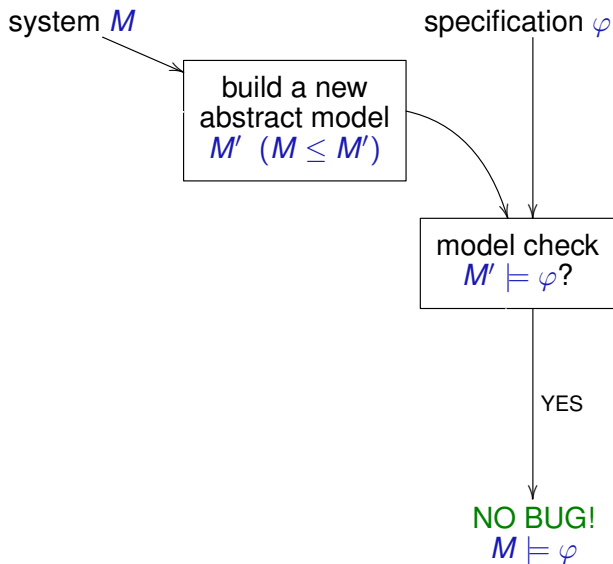 system M
specification φ
build a new
abstract model
M′ (M ≤ M′)
model check
M′ ⊨ φ?
YES
NO BUG!
M ⊨ φ